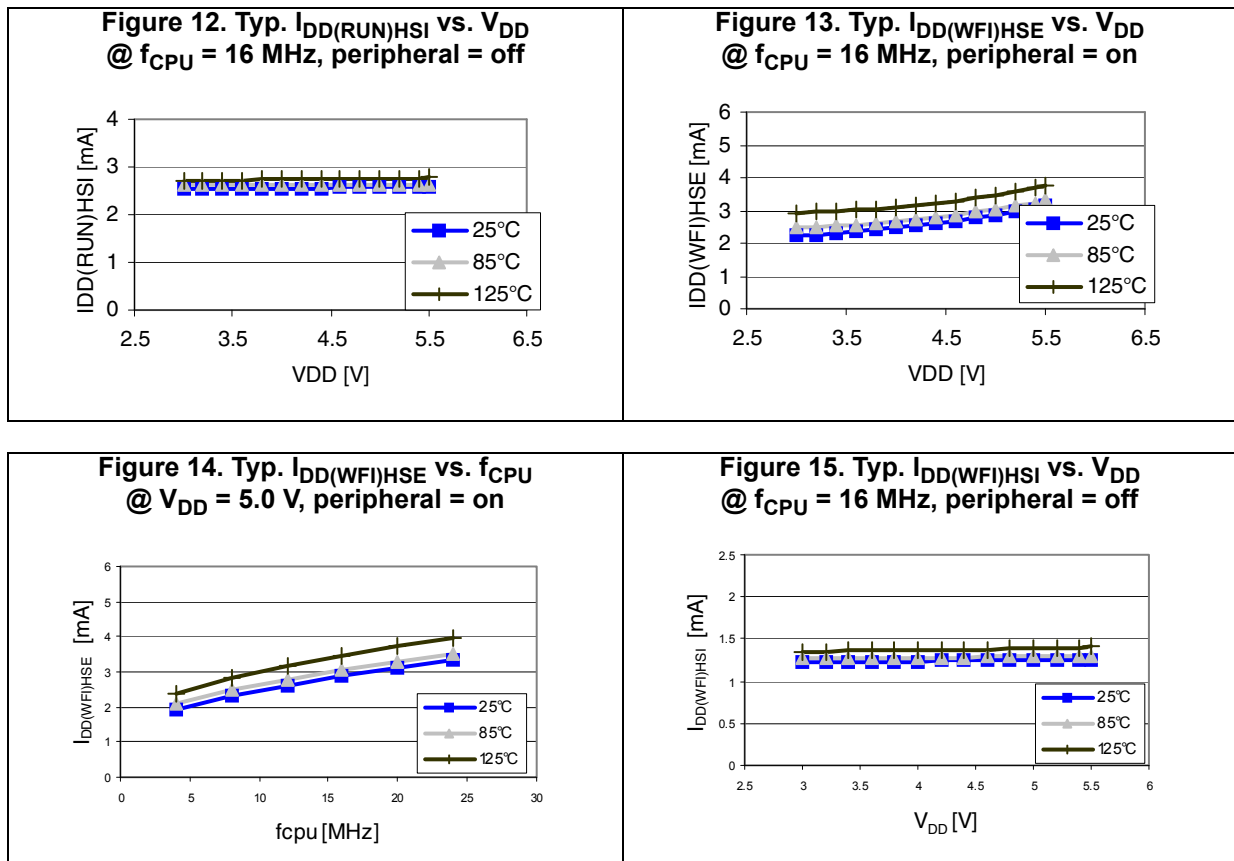 Figure 12. Typ. IDD(RUN)HSI vs. VDD
@ fCPU = 16 MHz, peripheral = off
IDD(RUN)HSI [mA]
4
3
2
1
0
25°C
85°C
125°C
2.5 3.5 4.5 5.5 6.5
VDD [V]
Figure 13. Typ. IDD(WFI)HSE vs. VDD
@ fCPU = 16 MHz, peripheral = on
IDD(WFI)HSE [mA]
6
5
4
3
2
1
0
25°C
85°C
125°C
2.5 3.5 4.5 5.5 6.5
VDD [V]
Figure 14. Typ. IDD(WFI)HSE vs. fCPU
@ VDD = 5.0 V, peripheral = on
IDD(WFI)HSE [mA]
6
5
4
3
2
1
0
25°C
85°C
125°C
0 5 10 15 20 25 30
fcpu [MHz]
Figure 15. Typ. IDD(WFI)HSI vs. VDD
@ fCPU = 16 MHz, peripheral = off
IDD(WFI)HSI [mA]
2.5
2
1.5
1
0.5
0
25°C
85°C
125°C
2.5 3 3.5 4 4.5 5 5.5 6
VDD [V]